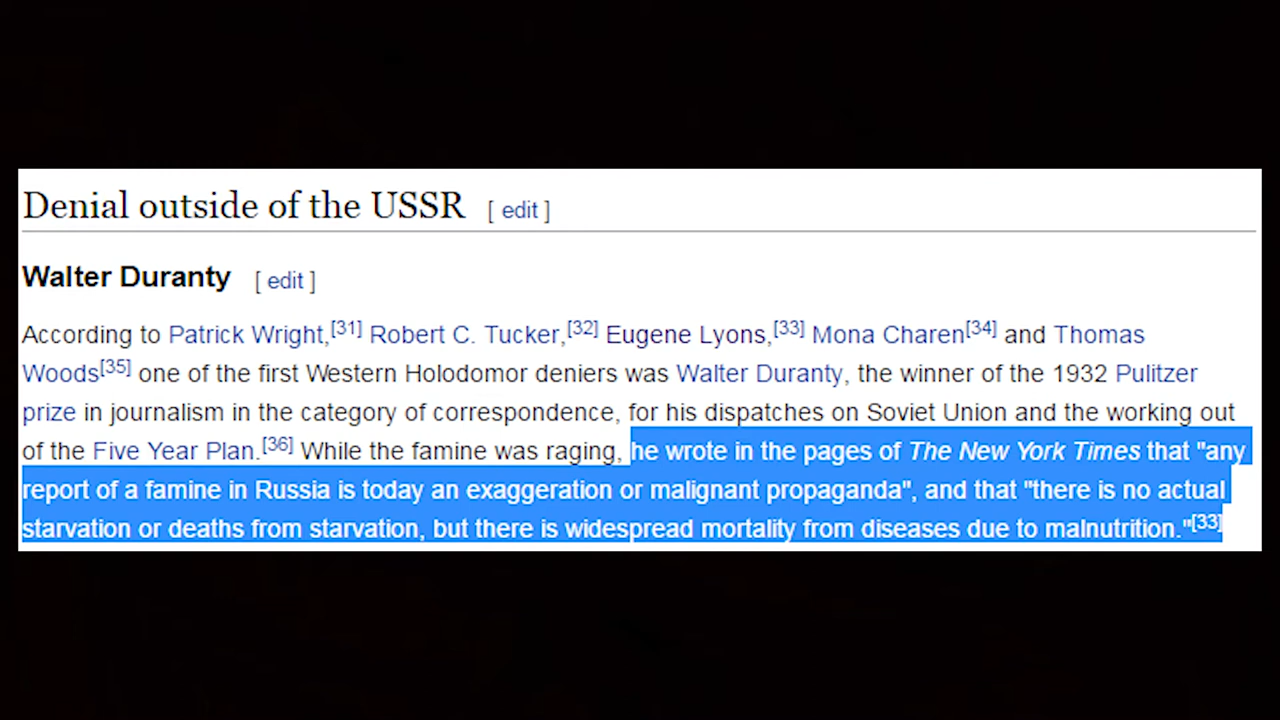 Denial outside of the USSR [ edit ]
Walter Duranty [ edit ]
According to Patrick Wright,[31] Robert C. Tucker,[32] Eugene Lyons,[33] Mona Charen[34] and Thomas
Woods[35] one of the first Western Holodomor deniers was Walter Duranty, the winner of the 1932 Pulitzer
prize in journalism in the category of correspondence, for his dispatches on Soviet Union and the working out
of the Five Year Plan.[36] While the famine was raging, he wrote in the pages of The New York Times that "any
report of a famine in Russia is today an exaggeration or malignant propaganda", and that "there is no actual
starvation or deaths from starvation, but there is widespread mortality from diseases due to malnutrition."[33]